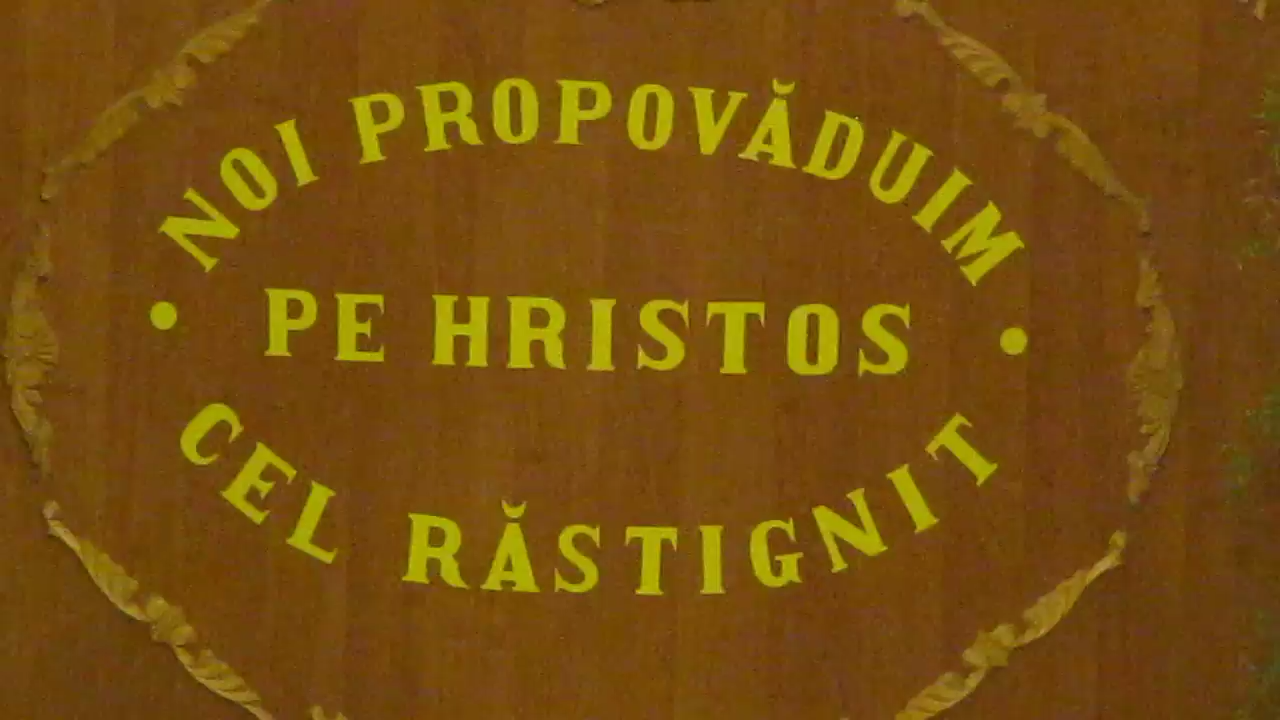 NOI PROPOVĂDUIM
• PE HRISTOS •
CEL RĂSTIGNIT